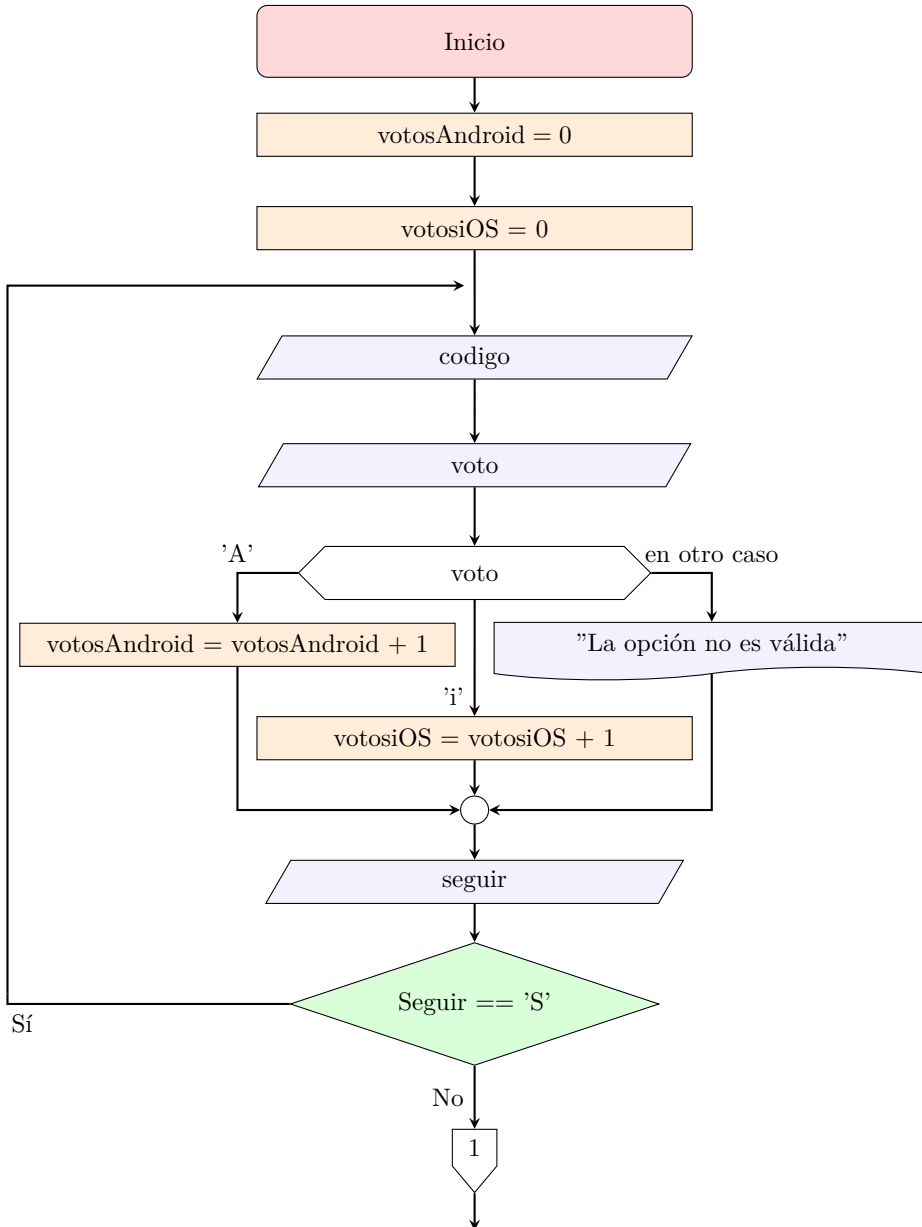 Inicio
votosAndroid = 0
votosiOS = 0
codigo
voto
'A'
voto
en otro caso
votosAndroid = votosAndroid + 1
"La opción no es válida"
'i'
votosiOS = votosiOS + 1
seguir
Seguir == 'S'
Sí
No
1